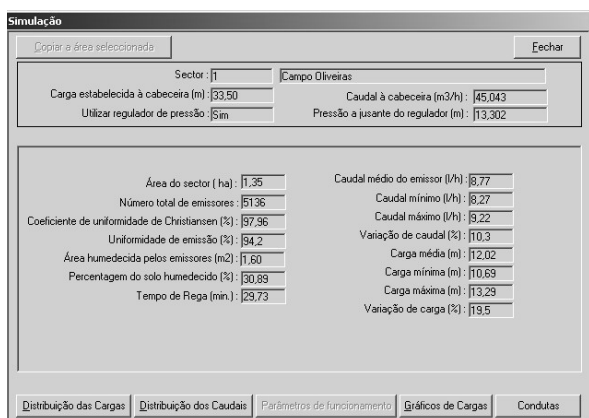 Simulação
Copiar a área seleccionada
Fechar
Sector : 1 Campo Oliveiras
Carga estabelecida à cabeceira (m) : 33,50 Caudal à cabeceira (m3/h) : 45,043
Utilizar regulador de pressão : Sim Pressão a jusante do regulador (m) : 13,302
Área do sector ( ha) : 1,35
Número total de emissores : 5136
Coeficiente de uniformidade de Christiansen (%) : 97,96
Uniformidade de emissão (%) : 94,2
Área humedecida pelos emissores (m2) : 1,60
Percentagem do solo humedecido (%) : 30,89
Tempo de Rega (min.) : 29,73
Caudal médio do emissor (l/h) : 8,77
Caudal mínimo (l/h) : 8,27
Caudal máximo (l/h) : 9,22
Variação de caudal (%) : 10,3
Carga média (m) : 12,02
Carga mínima (m) : 10,69
Carga máxima (m) : 13,29
Variação de carga (%) : 19,5
Distribuição das Cargas Distribuição dos Caudais Parâmetros de funcionamento Gráficos de Cargas Condutas